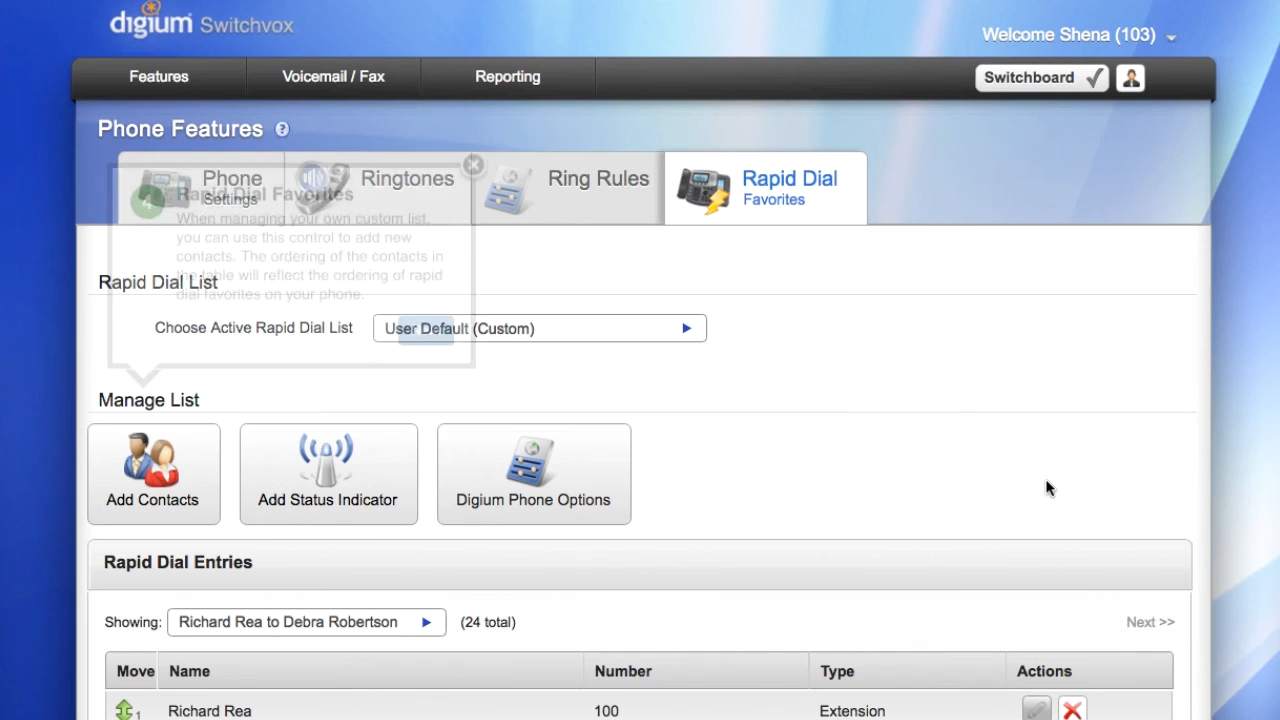 digium Switchvox
Welcome Shena (103)
Features Voicemail / Fax Reporting
Switchboard
Phone Features ?
Phone
Settings
Ringtones
Ring Rules
Rapid Dial
Favorites
4
Rapid Dial Favorites
When managing your own custom list,
you can use this control to add new
contacts. The ordering of the contacts in
the table will reflect the ordering of rapid
dial favorites on your phone.
Rapid Dial List
Choose Active Rapid Dial List User Default (Custom)
Manage List
Add Contacts Add Status Indicator Digium Phone Options
Rapid Dial Entries
Showing: Richard Rea to Debra Robertson (24 total) Next >>
Move Name Number Type Actions
1 Richard Rea 100 Extension